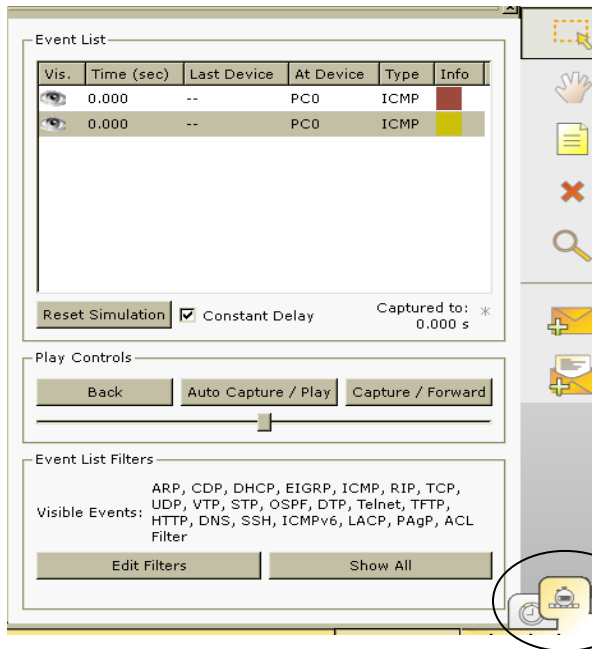 Event List
Vis. Time (sec) Last Device At Device Type Info
0.000 -- PC0 ICMP
0.000 -- PC0 ICMP
Reset Simulation Constant Delay Captured to: *
0.000 s
Play Controls
Back Auto Capture / Play Capture / Forward
Event List Filters
Visible Events: ARP, CDP, DHCP, EIGRP, ICMP, RIP, TCP,
UDP, VTP, STP, OSPF, DTP, Telnet, TFTP,
HTTP, DNS, SSH, ICMPv6, LACP, PAgP, ACL
Filter
Edit Filters Show All